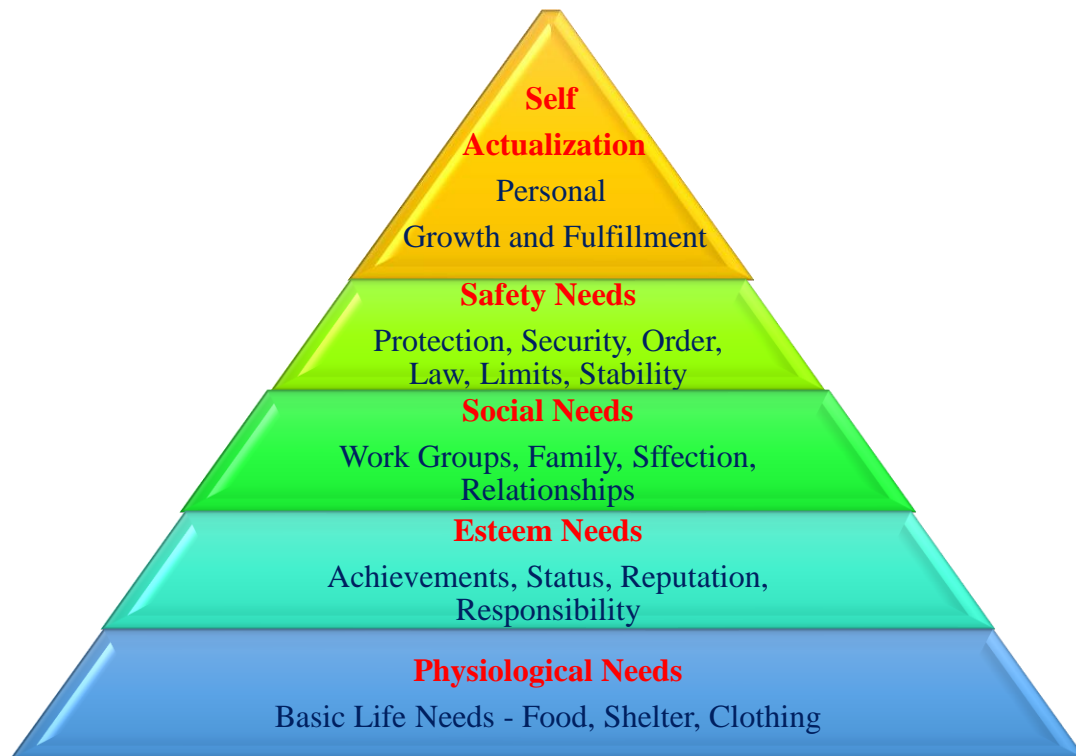 Self
Actualization
Personal
Growth and Fulfillment
Safety Needs
Protection, Security, Order,
Law, Limits, Stability
Social Needs
Work Groups, Family, Sffection,
Relationships
Esteem Needs
Achievements, Status, Reputation,
Responsibility
Physiological Needs
Basic Life Needs - Food, Shelter, Clothing